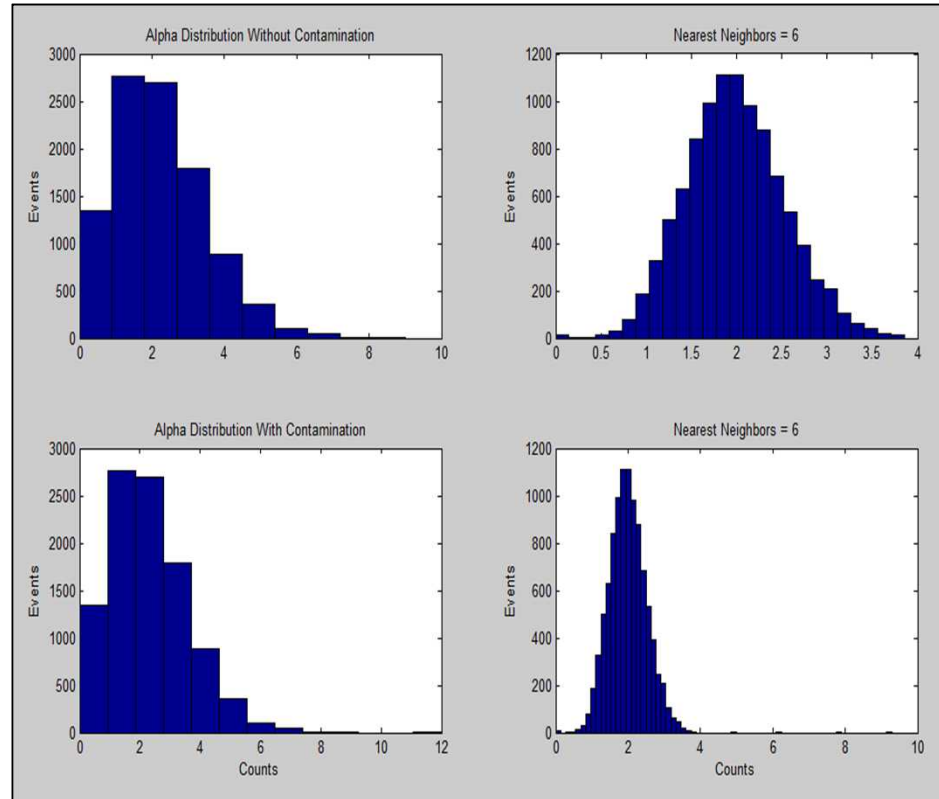 Alpha Distribution Without Contamination
3000
2500
2000
1500
1000
500
0
Events
0 2 4 6 8 10
Nearest Neighbors = 6
1200
1000
800
600
400
200
0
Events
0 0.5 1 1.5 2 2.5 3 3.5 4
Alpha Distribution With Contamination
3000
2500
2000
1500
1000
500
0
Events
0 2 4 6 8 10 12
Counts
Nearest Neighbors = 6
1200
1000
800
600
400
200
0
Events
0 2 4 6 8 10
Counts